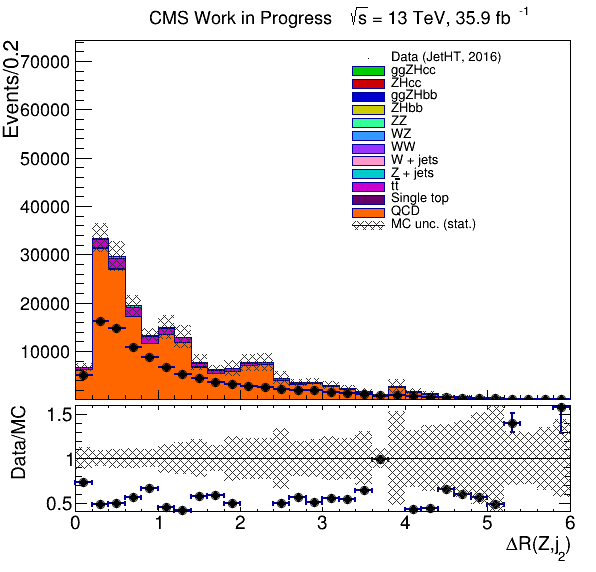 CMS Work in Progress √s = 13 TeV, 35.9 fb -1
Events/0.2
70000
60000
50000
40000
30000
20000
10000
Data (JetHT, 2016)
ggZHcc
ZHcc
ggZHbb
ZHbb
ZZ
WZ
WW
W + jets
Z + jets
tt̄
Single top
QCD
MC unc. (stat.)
Data/MC
1.5
1
0.5
0 1 2 3 4 5 6
ΔR(Z,j2)